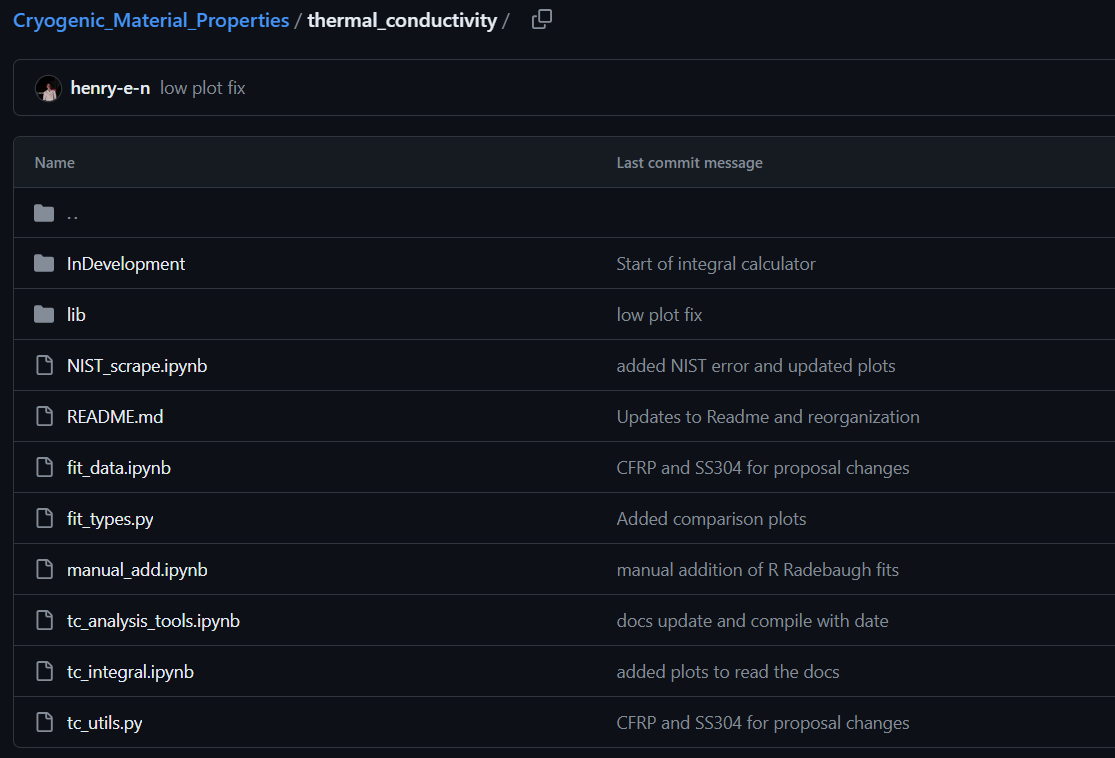 Cryogenic_Material_Properties / thermal_conductivity /
henry-e-n low plot fix
Name Last commit message
..
InDevelopment Start of integral calculator
lib low plot fix
NIST_scrape.ipynb added NIST error and updated plots
README.md Updates to Readme and reorganization
fit_data.ipynb CFRP and SS304 for proposal changes
fit_types.py Added comparison plots
manual_add.ipynb manual addition of R Radebaugh fits
tc_analysis_tools.ipynb docs update and compile with date
tc_integral.ipynb added plots to read the docs
tc_utils.py CFRP and SS304 for proposal changes